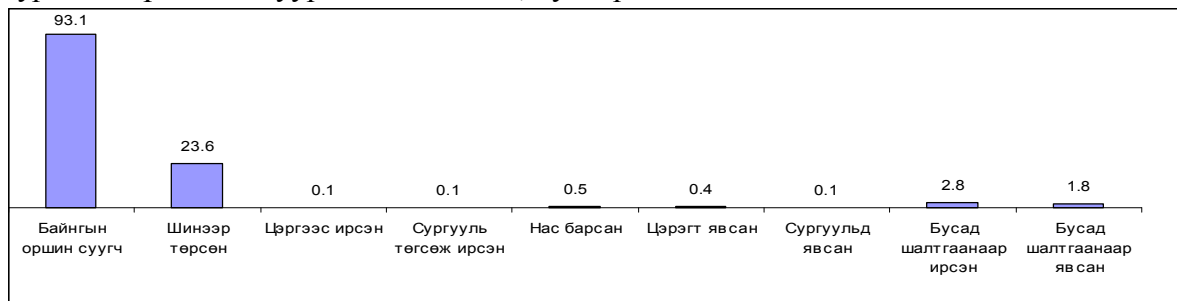 93.1
23.6
0.1
0.1
0.5
0.4
0.1
2.8
1.8
Байнгын оршин суугч
Шинээр төрсөн
Цэргээс ирсэн
Сургууль төгсөж ирсэн
Нас барсан
Цэрэгт явсан
Сургуульд явсан
Бусад шалтгаанаар ирсэн
Бусад шалтгаанаар явсан